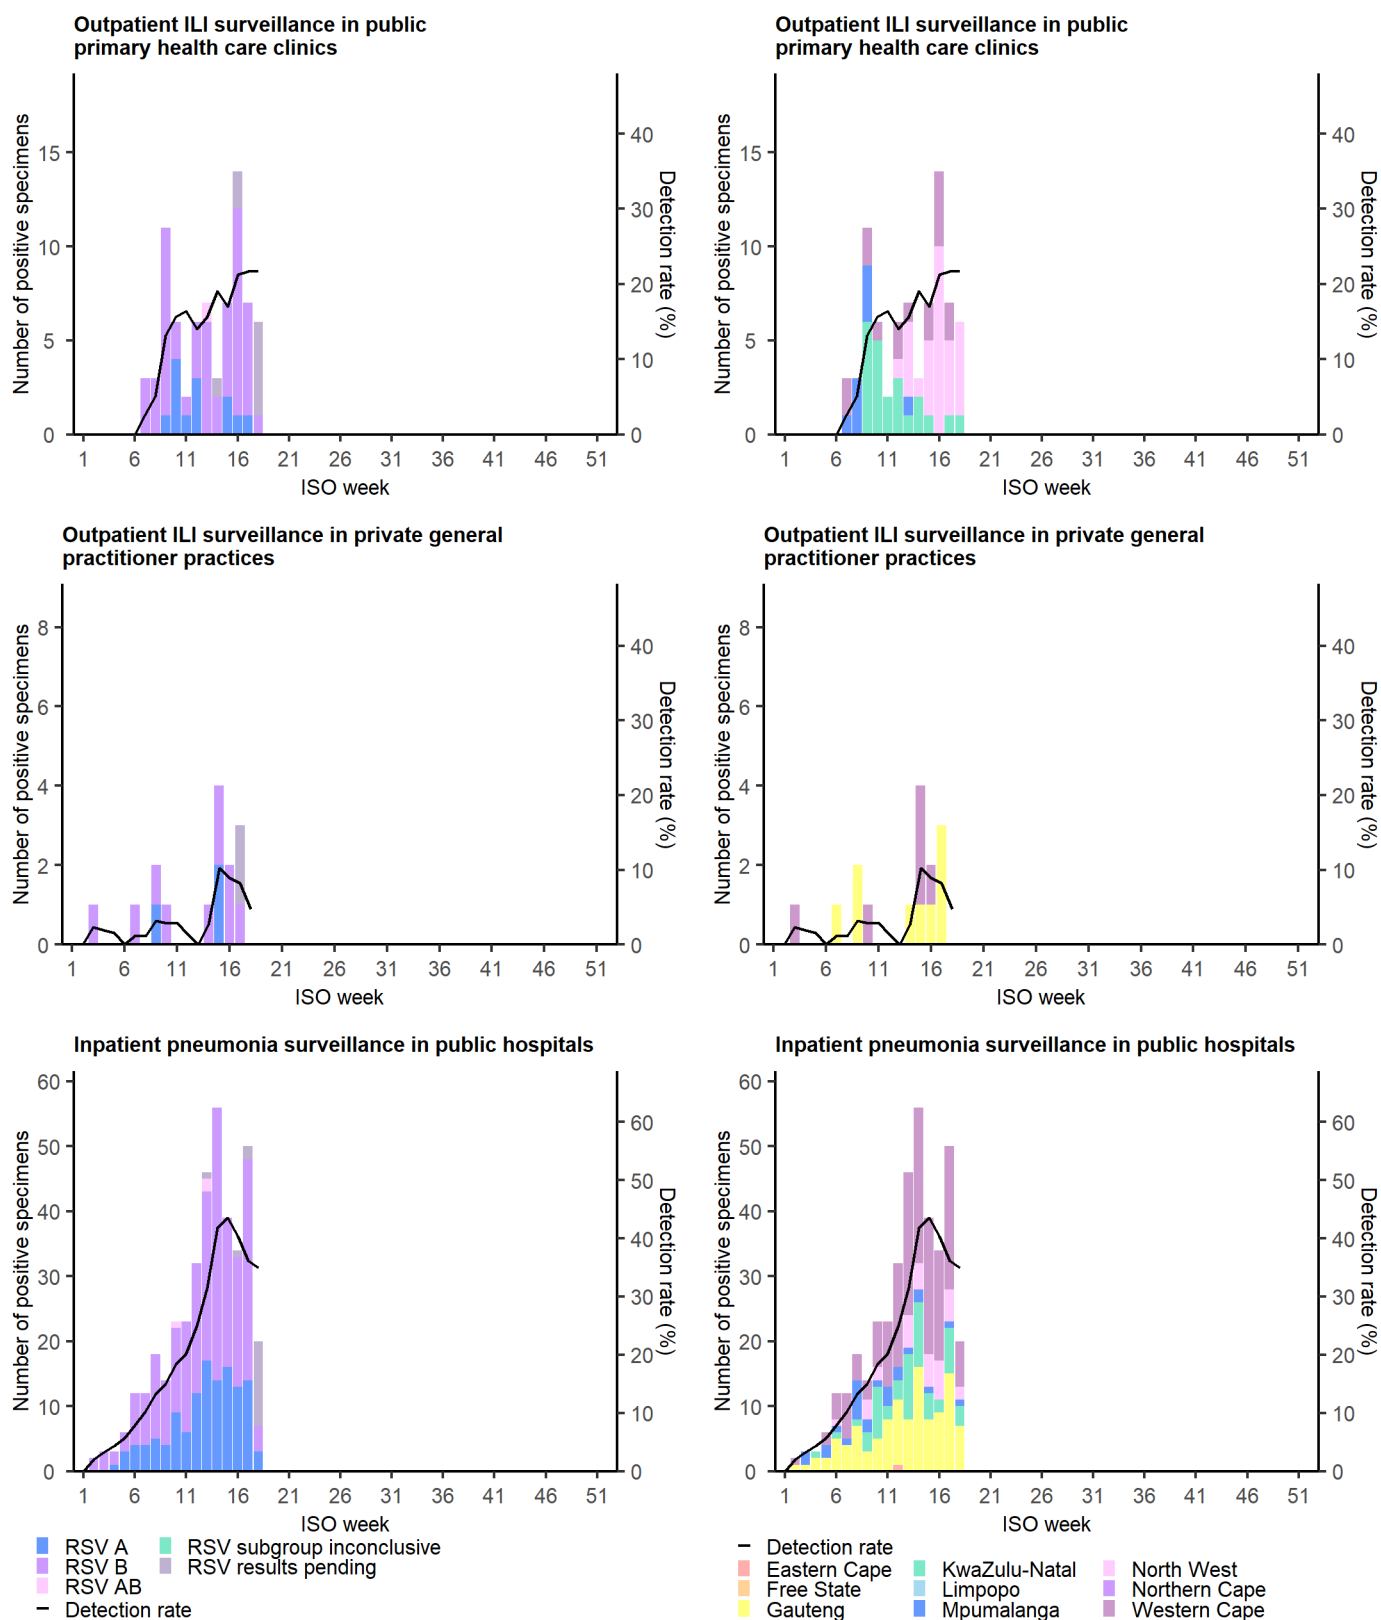 Outpatient ILI surveillance in public
primary health care clinics
Number of positive specimens
15
10
5
0
40
30
20
10
0
Detection rate (%)
1 6 11 16 21 26 31 36 41 46 51
ISO week
Outpatient ILI surveillance in public
primary health care clinics
Number of positive specimens
15
10
5
0
40
30
20
10
0
Detection rate (%)
1 6 11 16 21 26 31 36 41 46 51
ISO week
Outpatient ILI surveillance in private general
practitioner practices
Number of positive specimens
8
6
4
2
0
40
30
20
10
0
Detection rate (%)
1 6 11 16 21 26 31 36 41 46 51
ISO week
Outpatient ILI surveillance in private general
practitioner practices
Number of positive specimens
8
6
4
2
0
40
30
20
10
0
Detection rate (%)
1 6 11 16 21 26 31 36 41 46 51
ISO week
Inpatient pneumonia surveillance in public hospitals
Number of positive specimens
60
50
40
30
20
10
0
60
50
40
30
20
10
0
Detection rate (%)
1 6 11 16 21 26 31 36 41 46 51
ISO week
RSV A
RSV B
RSV AB
Detection rate
RSV subgroup inconclusive
RSV results pending
Inpatient pneumonia surveillance in public hospitals
Number of positive specimens
60
50
40
30
20
10
0
60
50
40
30
20
10
0
Detection rate (%)
1 6 11 16 21 26 31 36 41 46 51
ISO week
Detection rate
Eastern Cape
Free State
Gauteng
KwaZulu-Natal
Limpopo
Mpumalanga
North West
Northern Cape
Western Cape